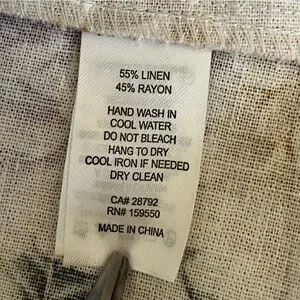 55% LINEN
45% RAYON
HAND WASH IN
COOL WATER
DO NOT BLEACH
HANG TO DRY
COOL IRON IF NEEDED
DRY CLEAN
CA# 28792
RN# 159550
MADE IN CHINA